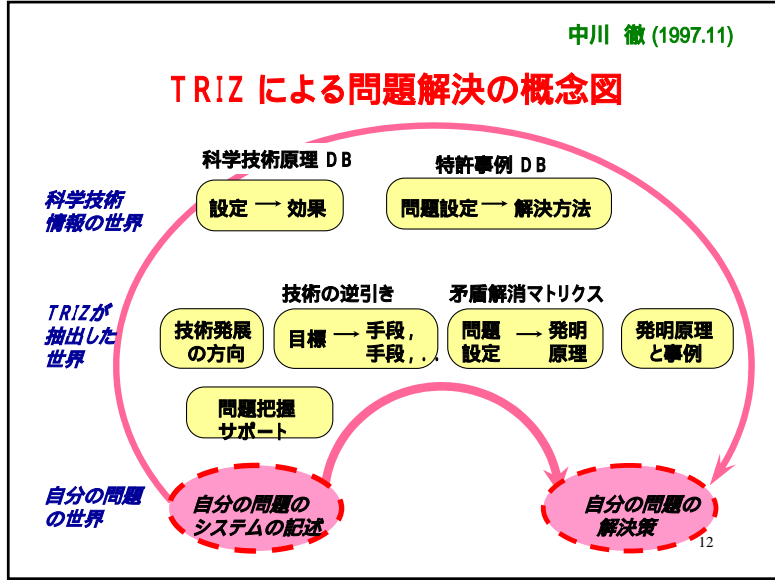 中川 徹 (1997.11)
TRIZ による問題解決の概念図
科学技術原理 DB
特許事例 DB
科学技術
情報の世界
設定 → 効果
問題設定 → 解決方法
技術の逆引き
矛盾解消マトリクス
TRIZが
抽出した
世界
技術発展
の方向
目標 → 手段,
手段,...
問題 → 発明
設定 原理
発明原理
と事例
問題把握
サポート
自分の問題
の世界
自分の問題の
システムの記述
自分の問題の
解決策
12